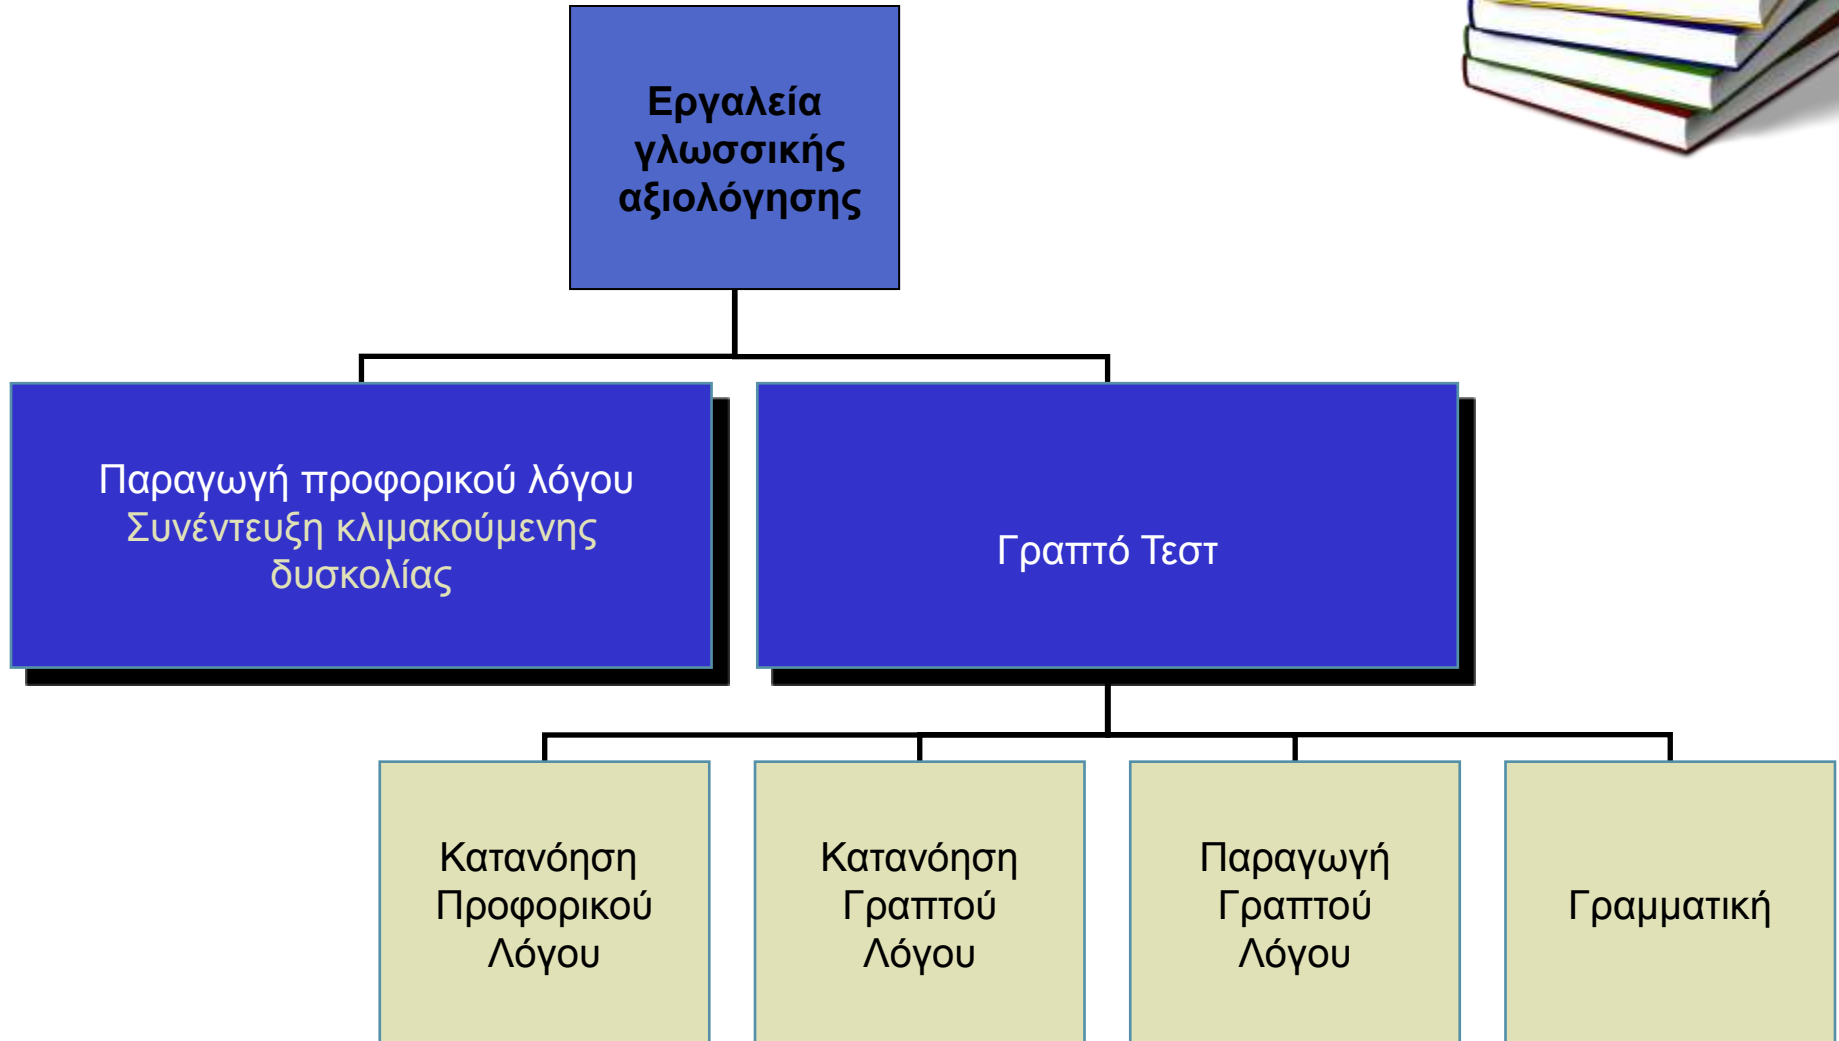 Εργαλεία
γλωσσικής
αξιολόγησης
Παραγωγή προφορικού λόγου
Συνέντευξη κλιμακούμενης
δυσκολίας
Γραπτό Τεστ
Κατανόηση
Προφορικού
Λόγου
Κατανόηση
Γραπτού
Λόγου
Παραγωγή
Γραπτού
Λόγου
Γραμματική